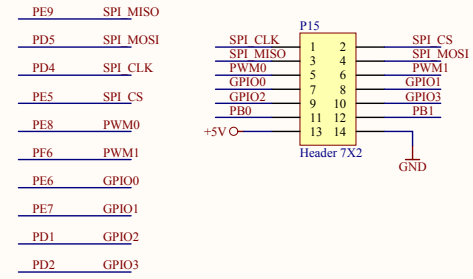 PE9 SPI_MISO
PD5 SPI_MOSI
PD4 SPI_CLK
PE5 SPI_CS
PE8 PWM0
PF6 PWM1
PE6 GPIO0
PE7 GPIO1
PD1 GPIO2
PD2 GPIO3
P15
SPI_CLK 1 2 SPI_CS
SPI_MISO 3 4 SPI_MOSI
PWM0 5 6 PWM1
GPIO0 7 8 GPIO1
GPIO2 9 10 GPIO3
PB0 11 12 PB1
+5V 13 14
Header 7X2
GND